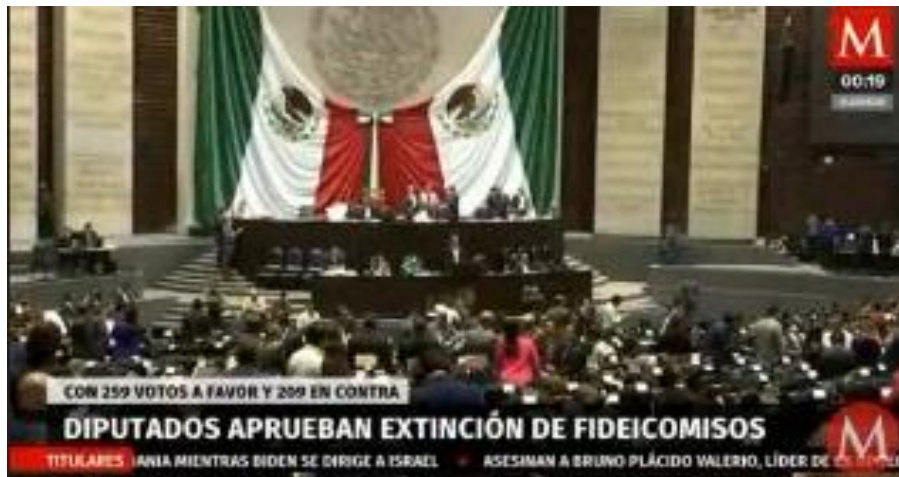 M
00:19
CON 259 VOTOS A FAVOR Y 209 EN CONTRA
DIPUTADOS APRUEBAN EXTINCIÓN DE FIDEICOMISOS
TITULARES ANIA MIENTRAS BIDEN SE DIRIGE A ISRAEL ASESINAN A BRUNO PLÁCIDO VALERIO, LÍDER DE
M